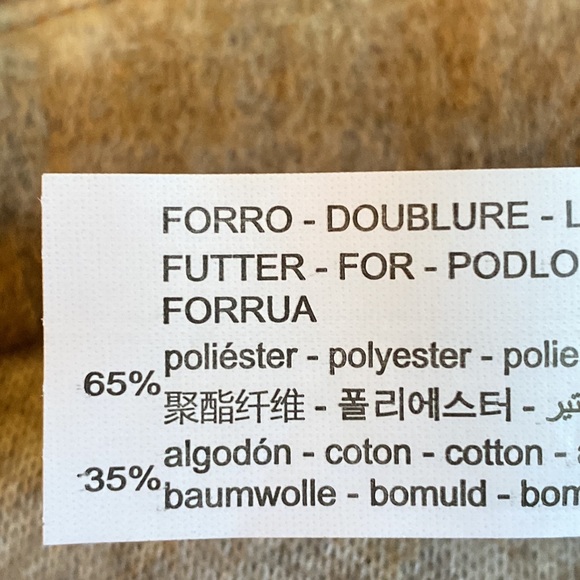 FORRO - DOUBLURE - L
FUTTER - FOR - PODLO
FORRUA
65% poliéster - polyester - polie
聚酯纤维 - 폴리에스터 -
35% algodón - coton - cotton -
baumwolle - bomuld - bom